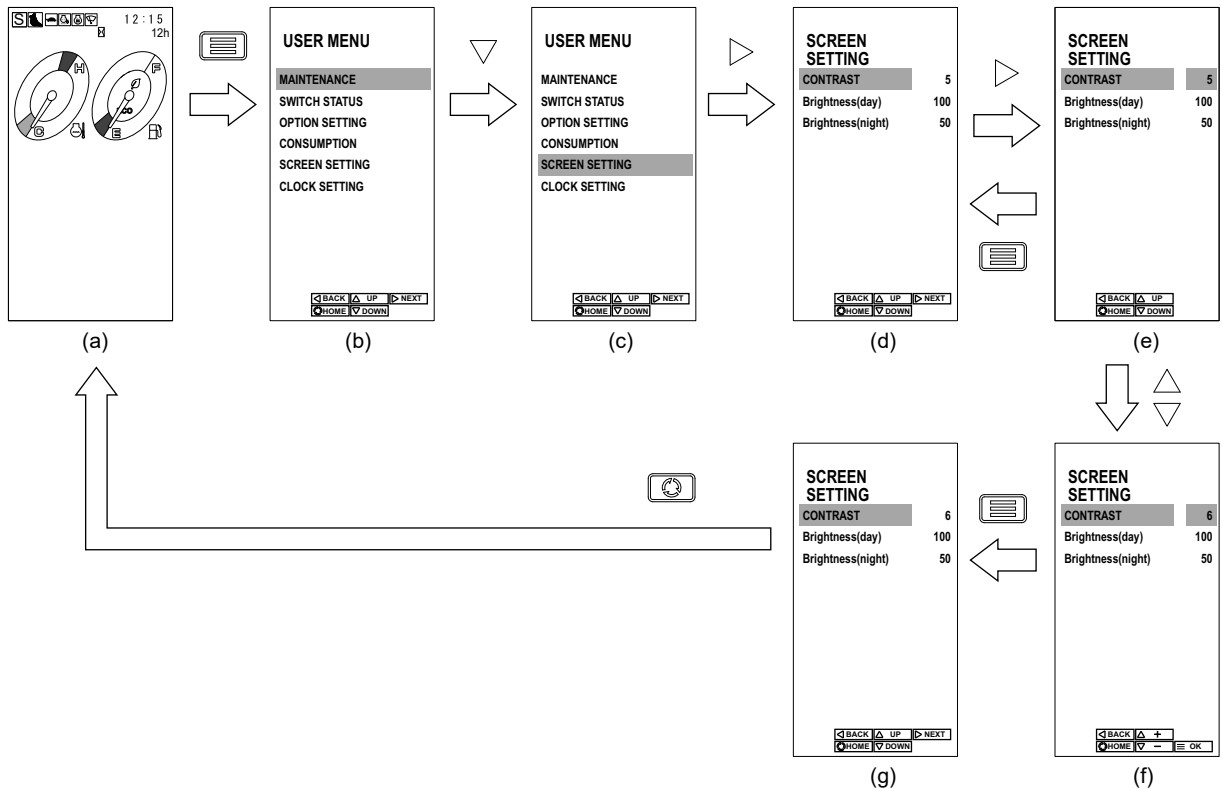 S 12:15
12h
H F
eco
C E
(a)
USER MENU
MAINTENANCE
SWITCH STATUS
OPTION SETTING
CONSUMPTION
SCREEN SETTING
CLOCK SETTING
BACK UP NEXT
HOME DOWN
(b)
USER MENU
MAINTENANCE
SWITCH STATUS
OPTION SETTING
CONSUMPTION
SCREEN SETTING
CLOCK SETTING
BACK UP NEXT
HOME DOWN
(c)
SCREEN
SETTING
CONTRAST 5
Brightness(day) 100
Brightness(night) 50
BACK UP NEXT
HOME DOWN
(d)
SCREEN
SETTING
CONTRAST 5
Brightness(day) 100
Brightness(night) 50
BACK UP
HOME DOWN
(e)
SCREEN
SETTING
CONTRAST 6
Brightness(day) 100
Brightness(night) 50
BACK UP NEXT
HOME DOWN
(g)
SCREEN
SETTING
CONTRAST 6
Brightness(day) 100
Brightness(night) 50
BACK +
HOME − OK
(f)